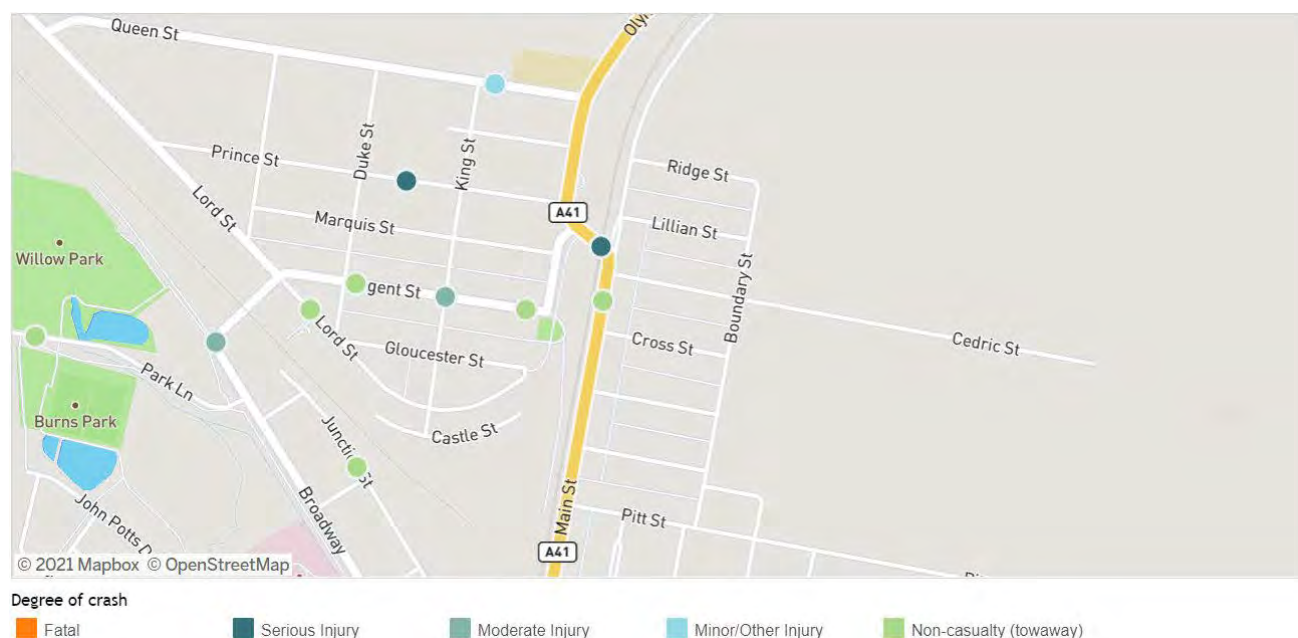 Queen St
Olyn
Duke St
King St
Prince St
Ridge St
A41
Lord St
Marquis St
Lillian St
Willow Park
gent St
Boundary St
Lord St
Cross St
Cedric St
Gloucester St
Park Ln
Burns Park
Castle St
Junction St
Broadway
Main St
Pitt St
John Potts D
A41
© 2021 Mapbox © OpenStreetMap
Degree of crash
Fatal
Serious Injury
Moderate Injury
Minor/Other Injury
Non-casualty (towaway)